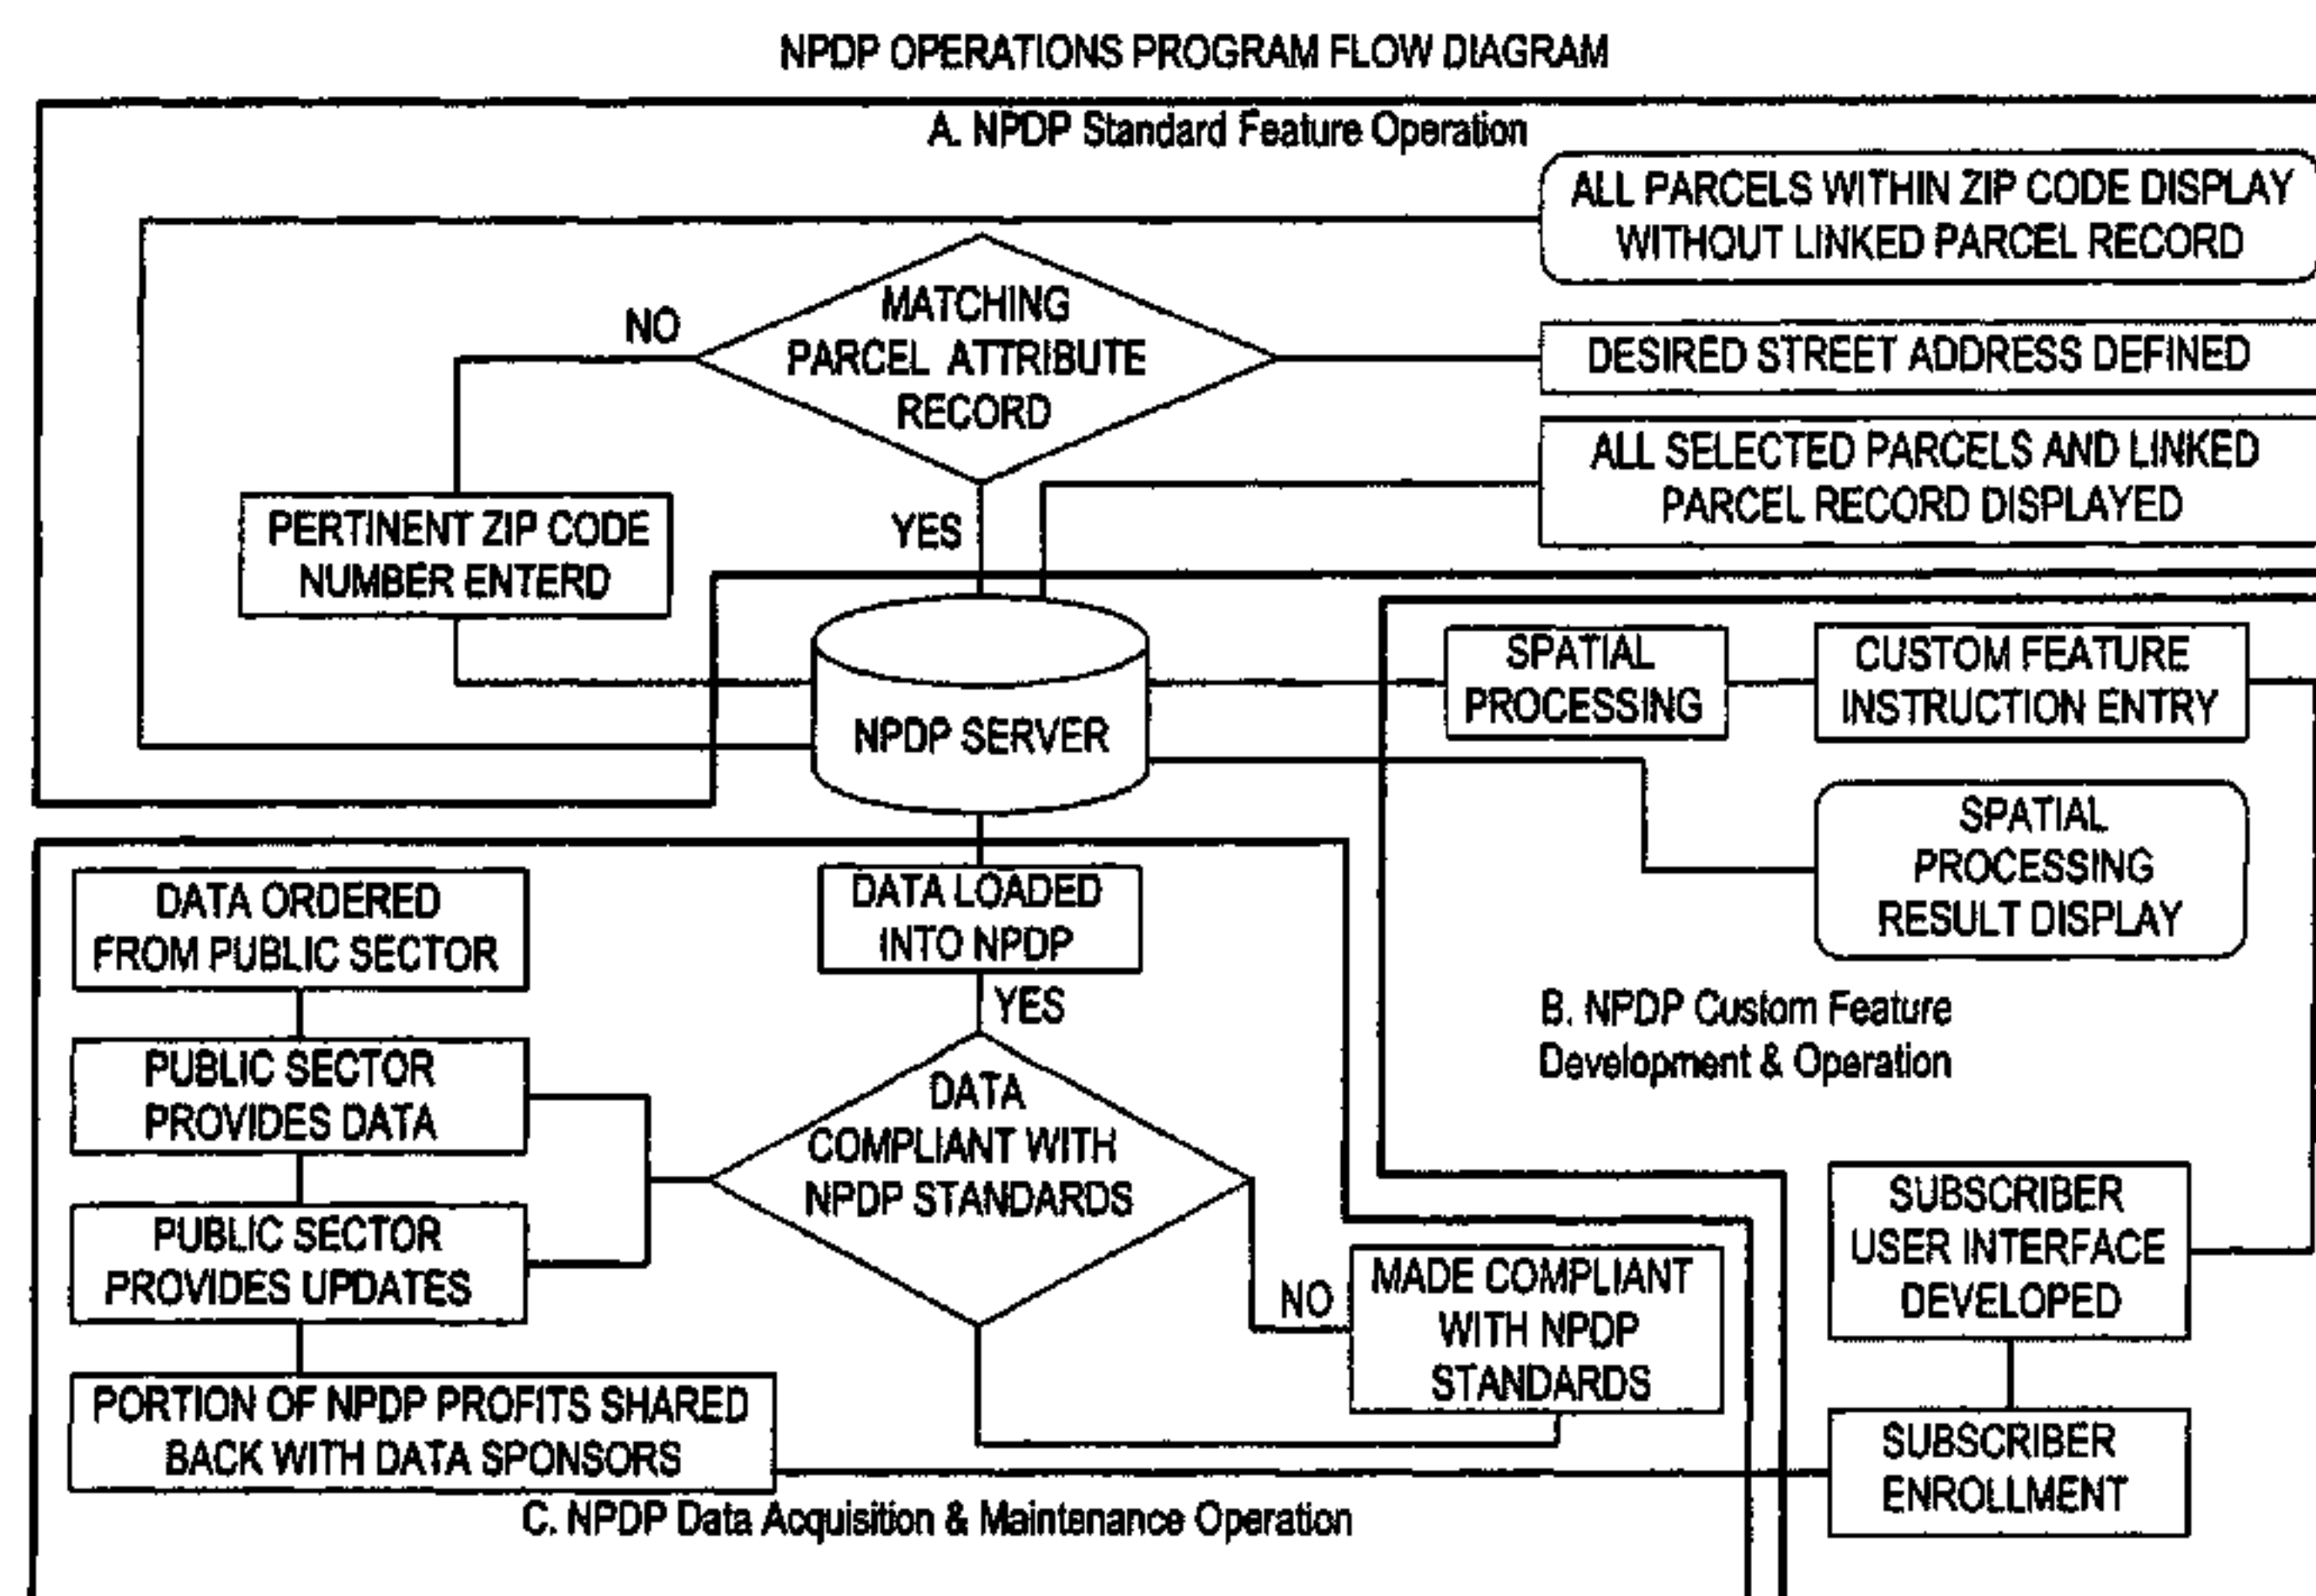 NPDP OPERATIONS PROGRAM FLOW DIAGRAM
A. NPDP Standard Feature Operation
ALL PARCELS WITHIN ZIP CODE DISPLAY
WITHOUT LINKED PARCEL RECORD
MATCHING
PARCEL ATTRIBUTE
RECORD
NO
DESIRED STREET ADDRESS DEFINED
ALL SELECTED PARCELS AND LINKED
PARCEL RECORD DISPLAYED
YES
PERTINENT ZIP CODE
NUMBER ENTERD
NPDP SERVER
SPATIAL
PROCESSING
CUSTOM FEATURE
INSTRUCTION ENTRY
SPATIAL
PROCESSING
RESULT DISPLAY
B. NPDP Custom Feature
Development & Operation
DATA LOADED
INTO NPDP
YES
DATA ORDERED
FROM PUBLIC SECTOR
PUBLIC SECTOR
PROVIDES DATA
PUBLIC SECTOR
PROVIDES UPDATES
DATA
COMPLIANT WITH
NPDP STANDARDS
NO
MADE COMPLIANT
WITH NPDP
STANDARDS
SUBSCRIBER
USER INTERFACE
DEVELOPED
SUBSCRIBER
ENROLLMENT
PORTION OF NPDP PROFITS SHARED
BACK WITH DATA SPONSORS
C. NPDP Data Acquisition & Maintenance Operation